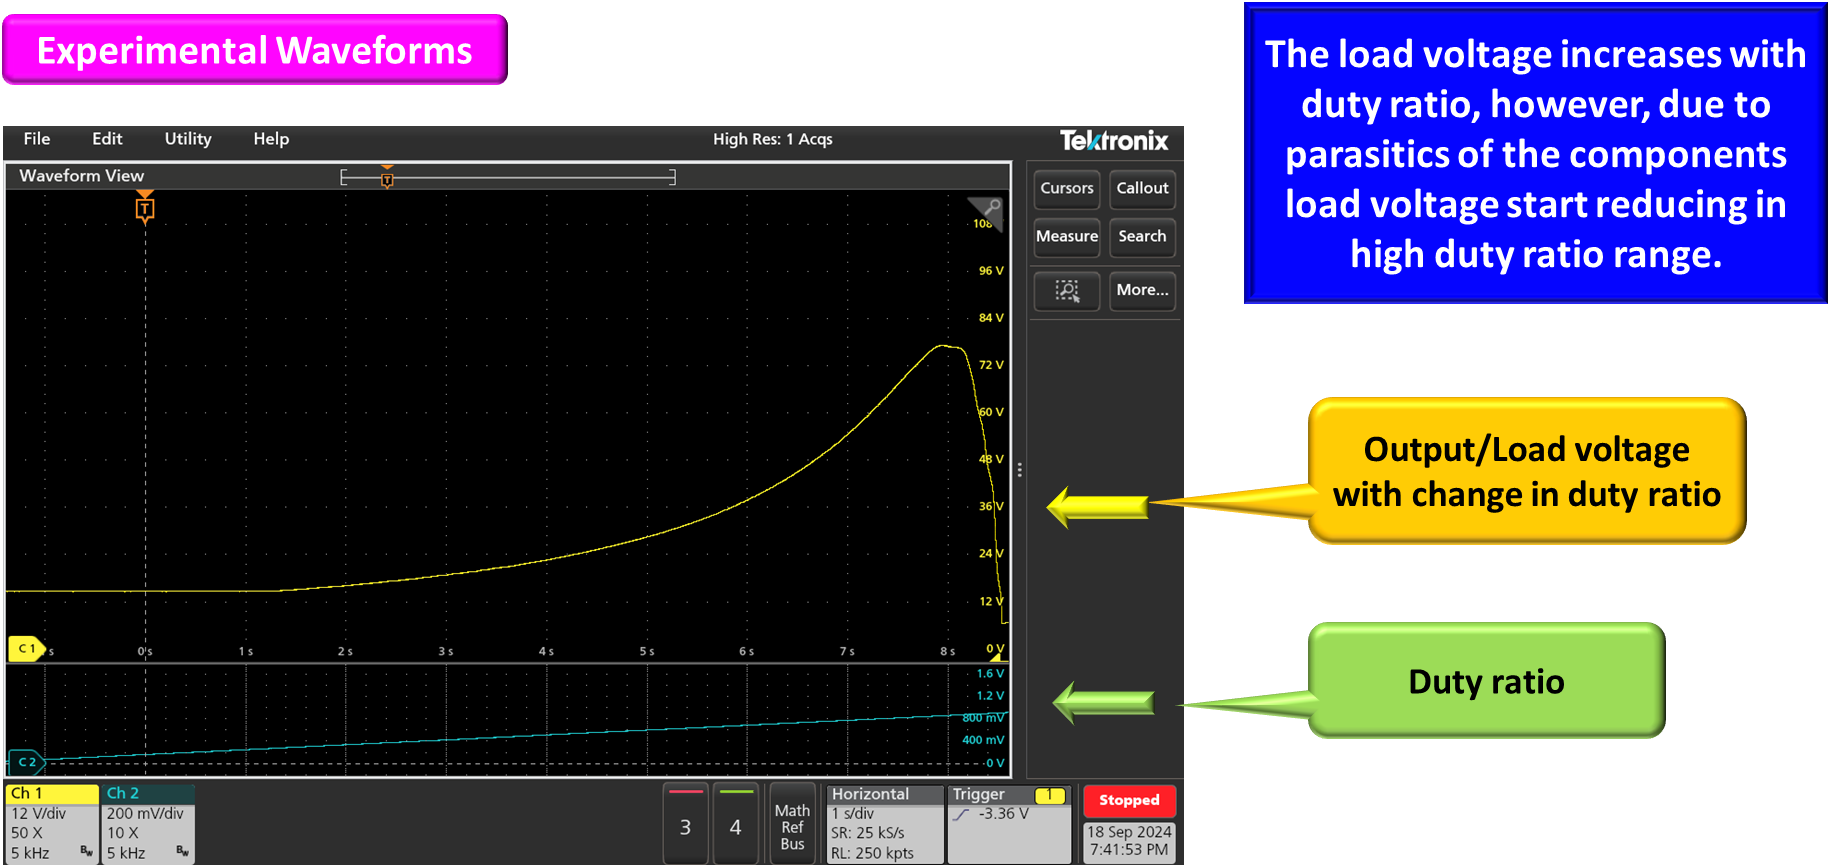 Experimental Waveforms
The load voltage increases with
duty ratio, however, due to
parasitics of the components
load voltage start reducing in
high duty ratio range.
File Edit Utility Help High Res: 1 Acqs Tektronix
Waveform View
T
T
Cursors Callout
Measure Search
More...
108
96 V
84 V
72 V
60 V
48 V
36 V
24 V
12 V
0 V
C 1
s 0 s 1 s 2 s 3 s 4 s 5 s 6 s 7 s 8 s
1.6 V
1.2 V
800 mV
400 mV
0 V
C 2
Output/Load voltage
with change in duty ratio
Duty ratio
Ch 1
12 V/div
50 X
5 kHz Bw
Ch 2
200 mV/div
10 X
5 kHz Bw
3
4
Math
Ref
Bus
Horizontal
1 s/div
SR: 25 kS/s
RL: 250 kpts
Trigger 1
-3.36 V
Stopped
18 Sep 2024
7:41:53 PM